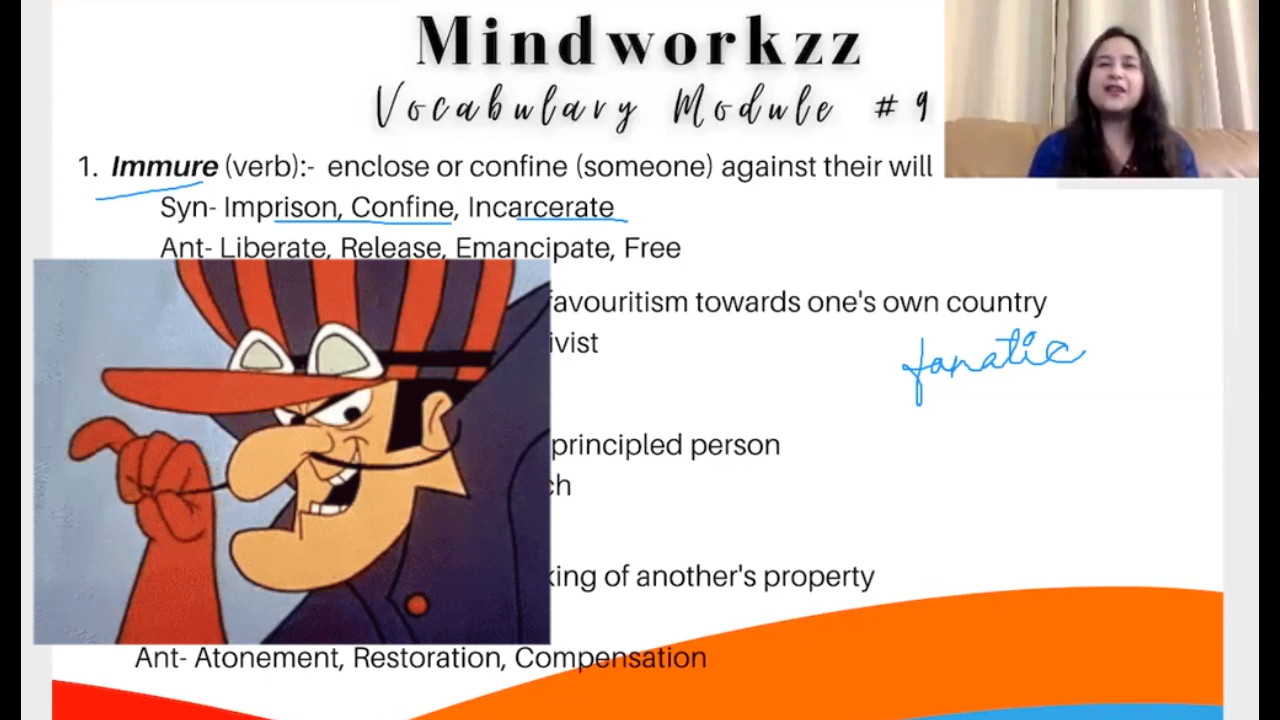 Mindworkzz
Vocabulary Module # 9
1. Immure (verb):- enclose or confine (someone) against their will
Syn- Imprison, Confine, Incarcerate
Ant- Liberate, Release, Emancipate, Free
favouritism towards one's own country
ivist
fanatic
principled person
ch
king of another's property
Ant- Atonement, Restoration, Compensation